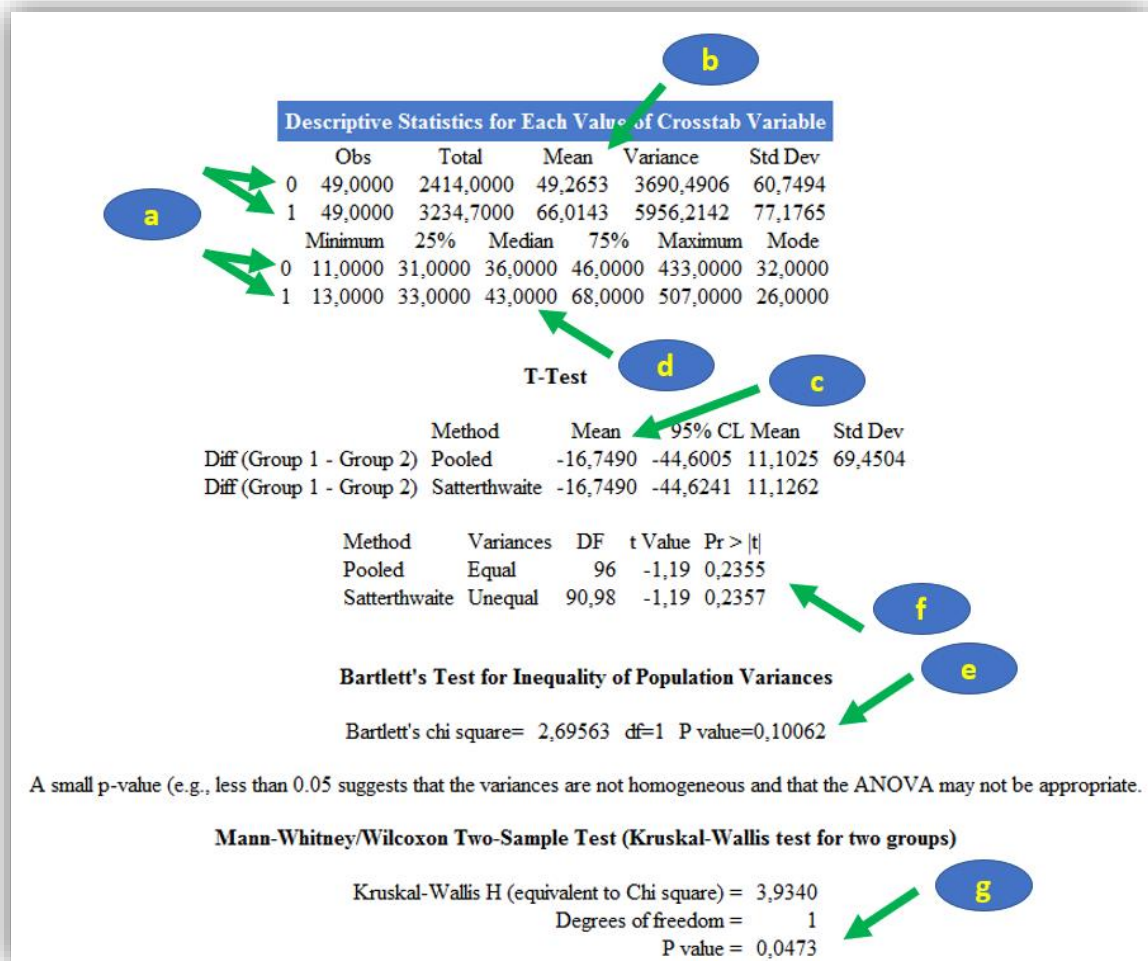 b
Descriptive Statistics for Each Value of Crosstab Variable
Obs Total Mean Variance Std Dev
0 49,0000 2414,0000 49,2653 3690,4906 60,7494
a
1 49,0000 3234,7000 66,0143 5956,2142 77,1765
Minimum 25% Median 75% Maximum Mode
0 11,0000 31,0000 36,0000 46,0000 433,0000 32,0000
1 13,0000 33,0000 43,0000 68,0000 507,0000 26,0000
d
T-Test
c
Method Mean 95% CL Mean Std Dev
Diff (Group 1 - Group 2) Pooled -16,7490 -44,6005 11,1025 69,4504
Diff (Group 1 - Group 2) Satterthwaite -16,7490 -44,6241 11,1262
Method Variances DF t Value Pr > |t|
Pooled Equal 96 -1,19 0,2355
Satterthwaite Unequal 90,98 -1,19 0,2357
f
Bartlett's Test for Inequality of Population Variances
e
Bartlett's chi square= 2,69563 df=1 P value=0,10062
A small p-value (e.g., less than 0.05 suggests that the variances are not homogeneous and that the ANOVA may not be appropriate.
Mann-Whitney/Wilcoxon Two-Sample Test (Kruskal-Wallis test for two groups)
Kruskal-Wallis H (equivalent to Chi square) = 3,9340
g
Degrees of freedom = 1
P value = 0,0473